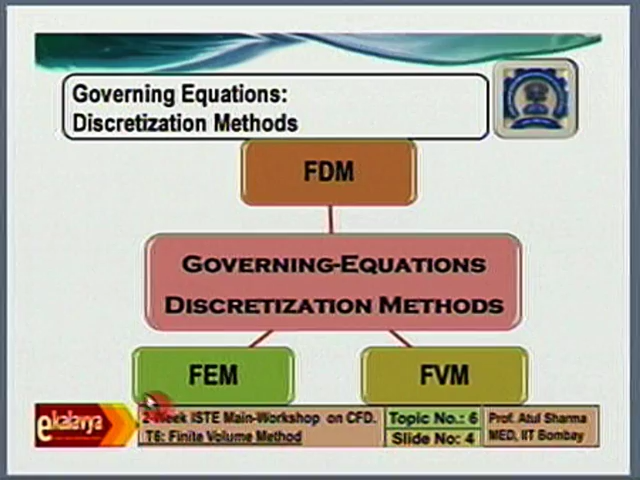 Governing Equations:
Discretization Methods
FDM
GOVERNING-EQUATIONS
DISCRETIZATION METHODS
FEM
FVM
ekalavya
2-Week ISTE Main-Workshop on CFD.
T6: Finite Volume Method
Topic No.: 6
Slide No: 4
Prof. Atul Sharma
MED, IIT Bombay